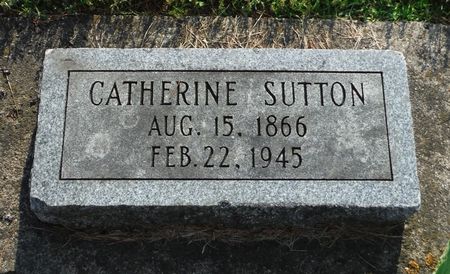 CATHERINE SUTTON
AUG. 15, 1866
FEB. 22, 1945